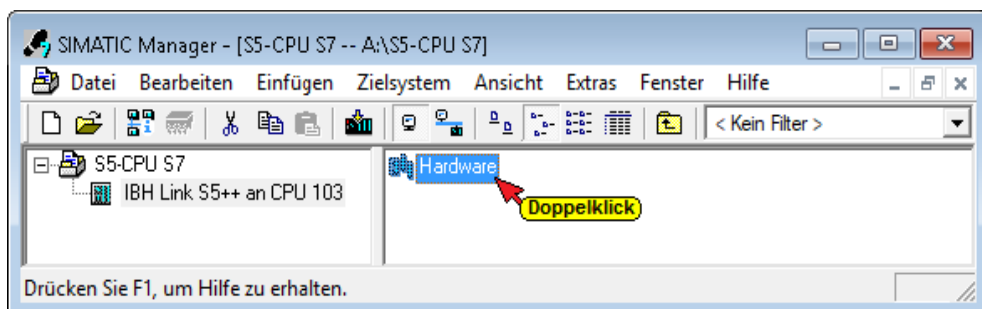 SIMATIC Manager - [S5-CPU S7 -- A:\S5-CPU S7]
Datei Bearbeiten Einfügen Zielsystem Ansicht Extras Fenster Hilfe
< Kein Filter >
S5-CPU S7
Hardware
IBH Link S5++ an CPU 103
Doppelklick
Drücken Sie F1, um Hilfe zu erhalten.